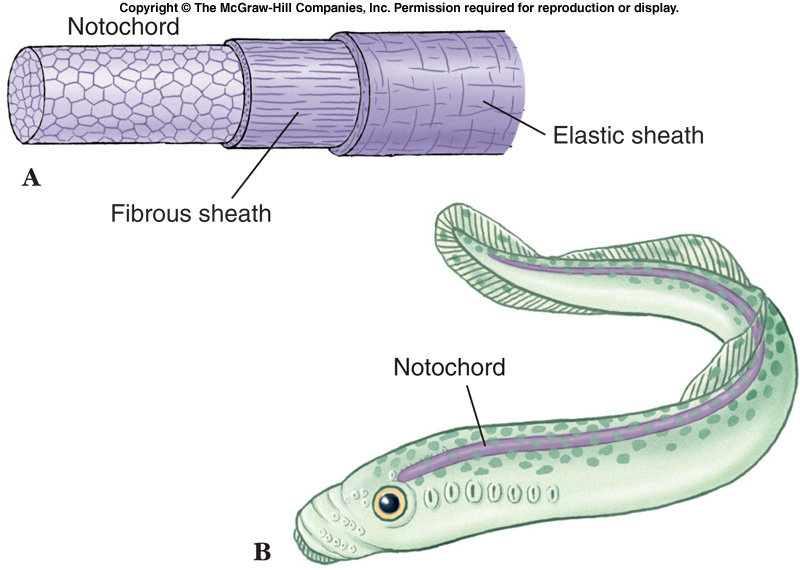 Copyright © The McGraw-Hill Companies, Inc. Permission required for reproduction or display.
Notochord
Elastic sheath
A
Fibrous sheath
Notochord
B